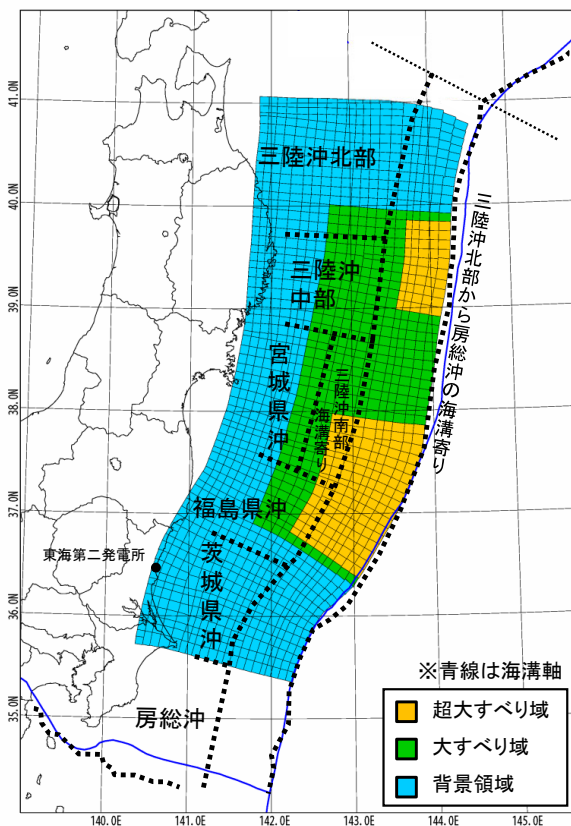 41.0N
40.0N
39.0N
38.0N
37.0N
36.0N
35.0N
三陸沖北部
三陸沖
中部
宮城県沖
三陸沖南部
海溝寄り
福島県沖
茨城県沖
房総沖
東海第二発電所
三陸沖北部から房総沖の海溝寄り
※青線は海溝軸
超大すべり域
大すべり域
背景領域
140.0E
141.0E
142.0E
143.0E
144.0E
145.0E